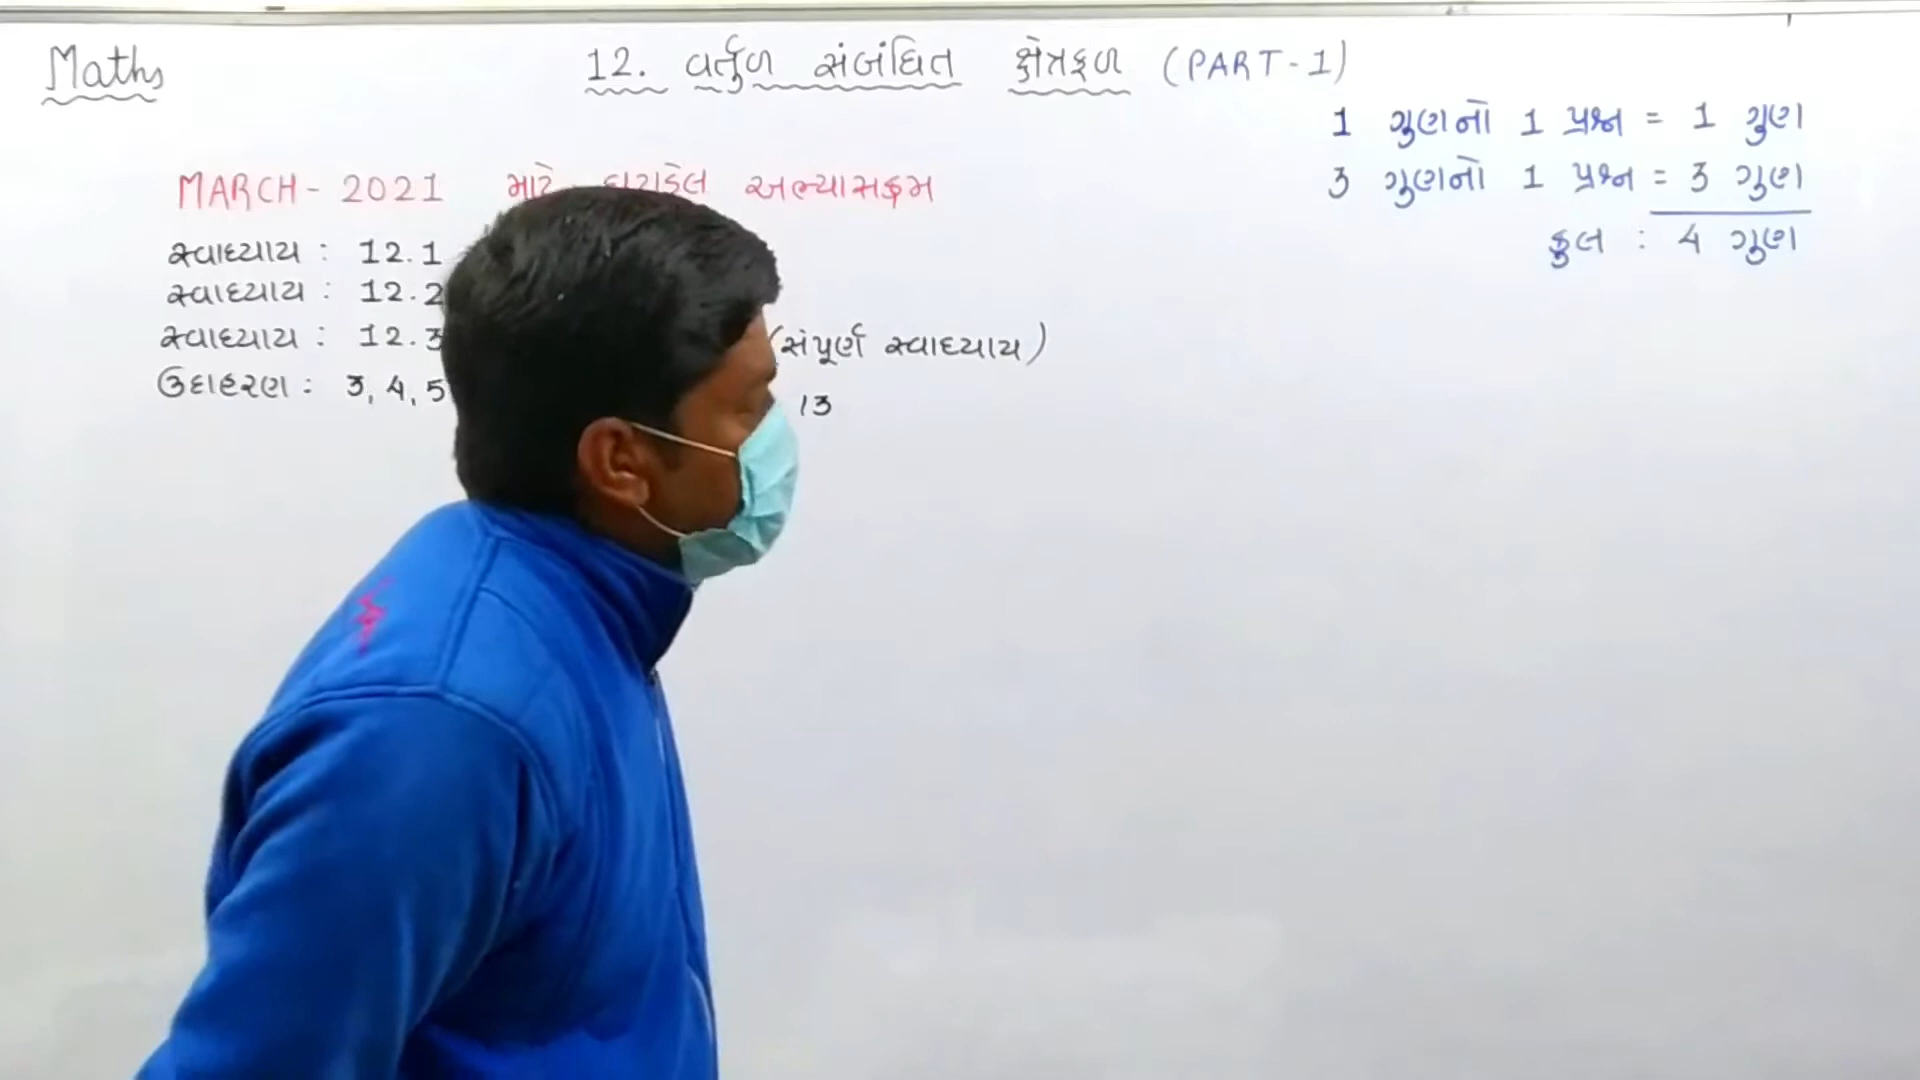 Maths
12. વર્તુળ સંબંધિત ક્ષેત્રફળ (PART-1)
1 ગુણનો 1 પ્રશ્ન = 1 ગુણ
3 ગુણનો 1 પ્રશ્ન = 3 ગુણ
કુલ : 4 ગુણ
MARCH - 2021 માટે ઘટાડેલ અભ્યાસક્રમ
સ્વાધ્યાય : 12.1
સ્વાધ્યાય : 12.2
સ્વાધ્યાય : 12.3 (સંપૂર્ણ સ્વાધ્યાય)
ઉદાહરણ : 3, 4, 5 13